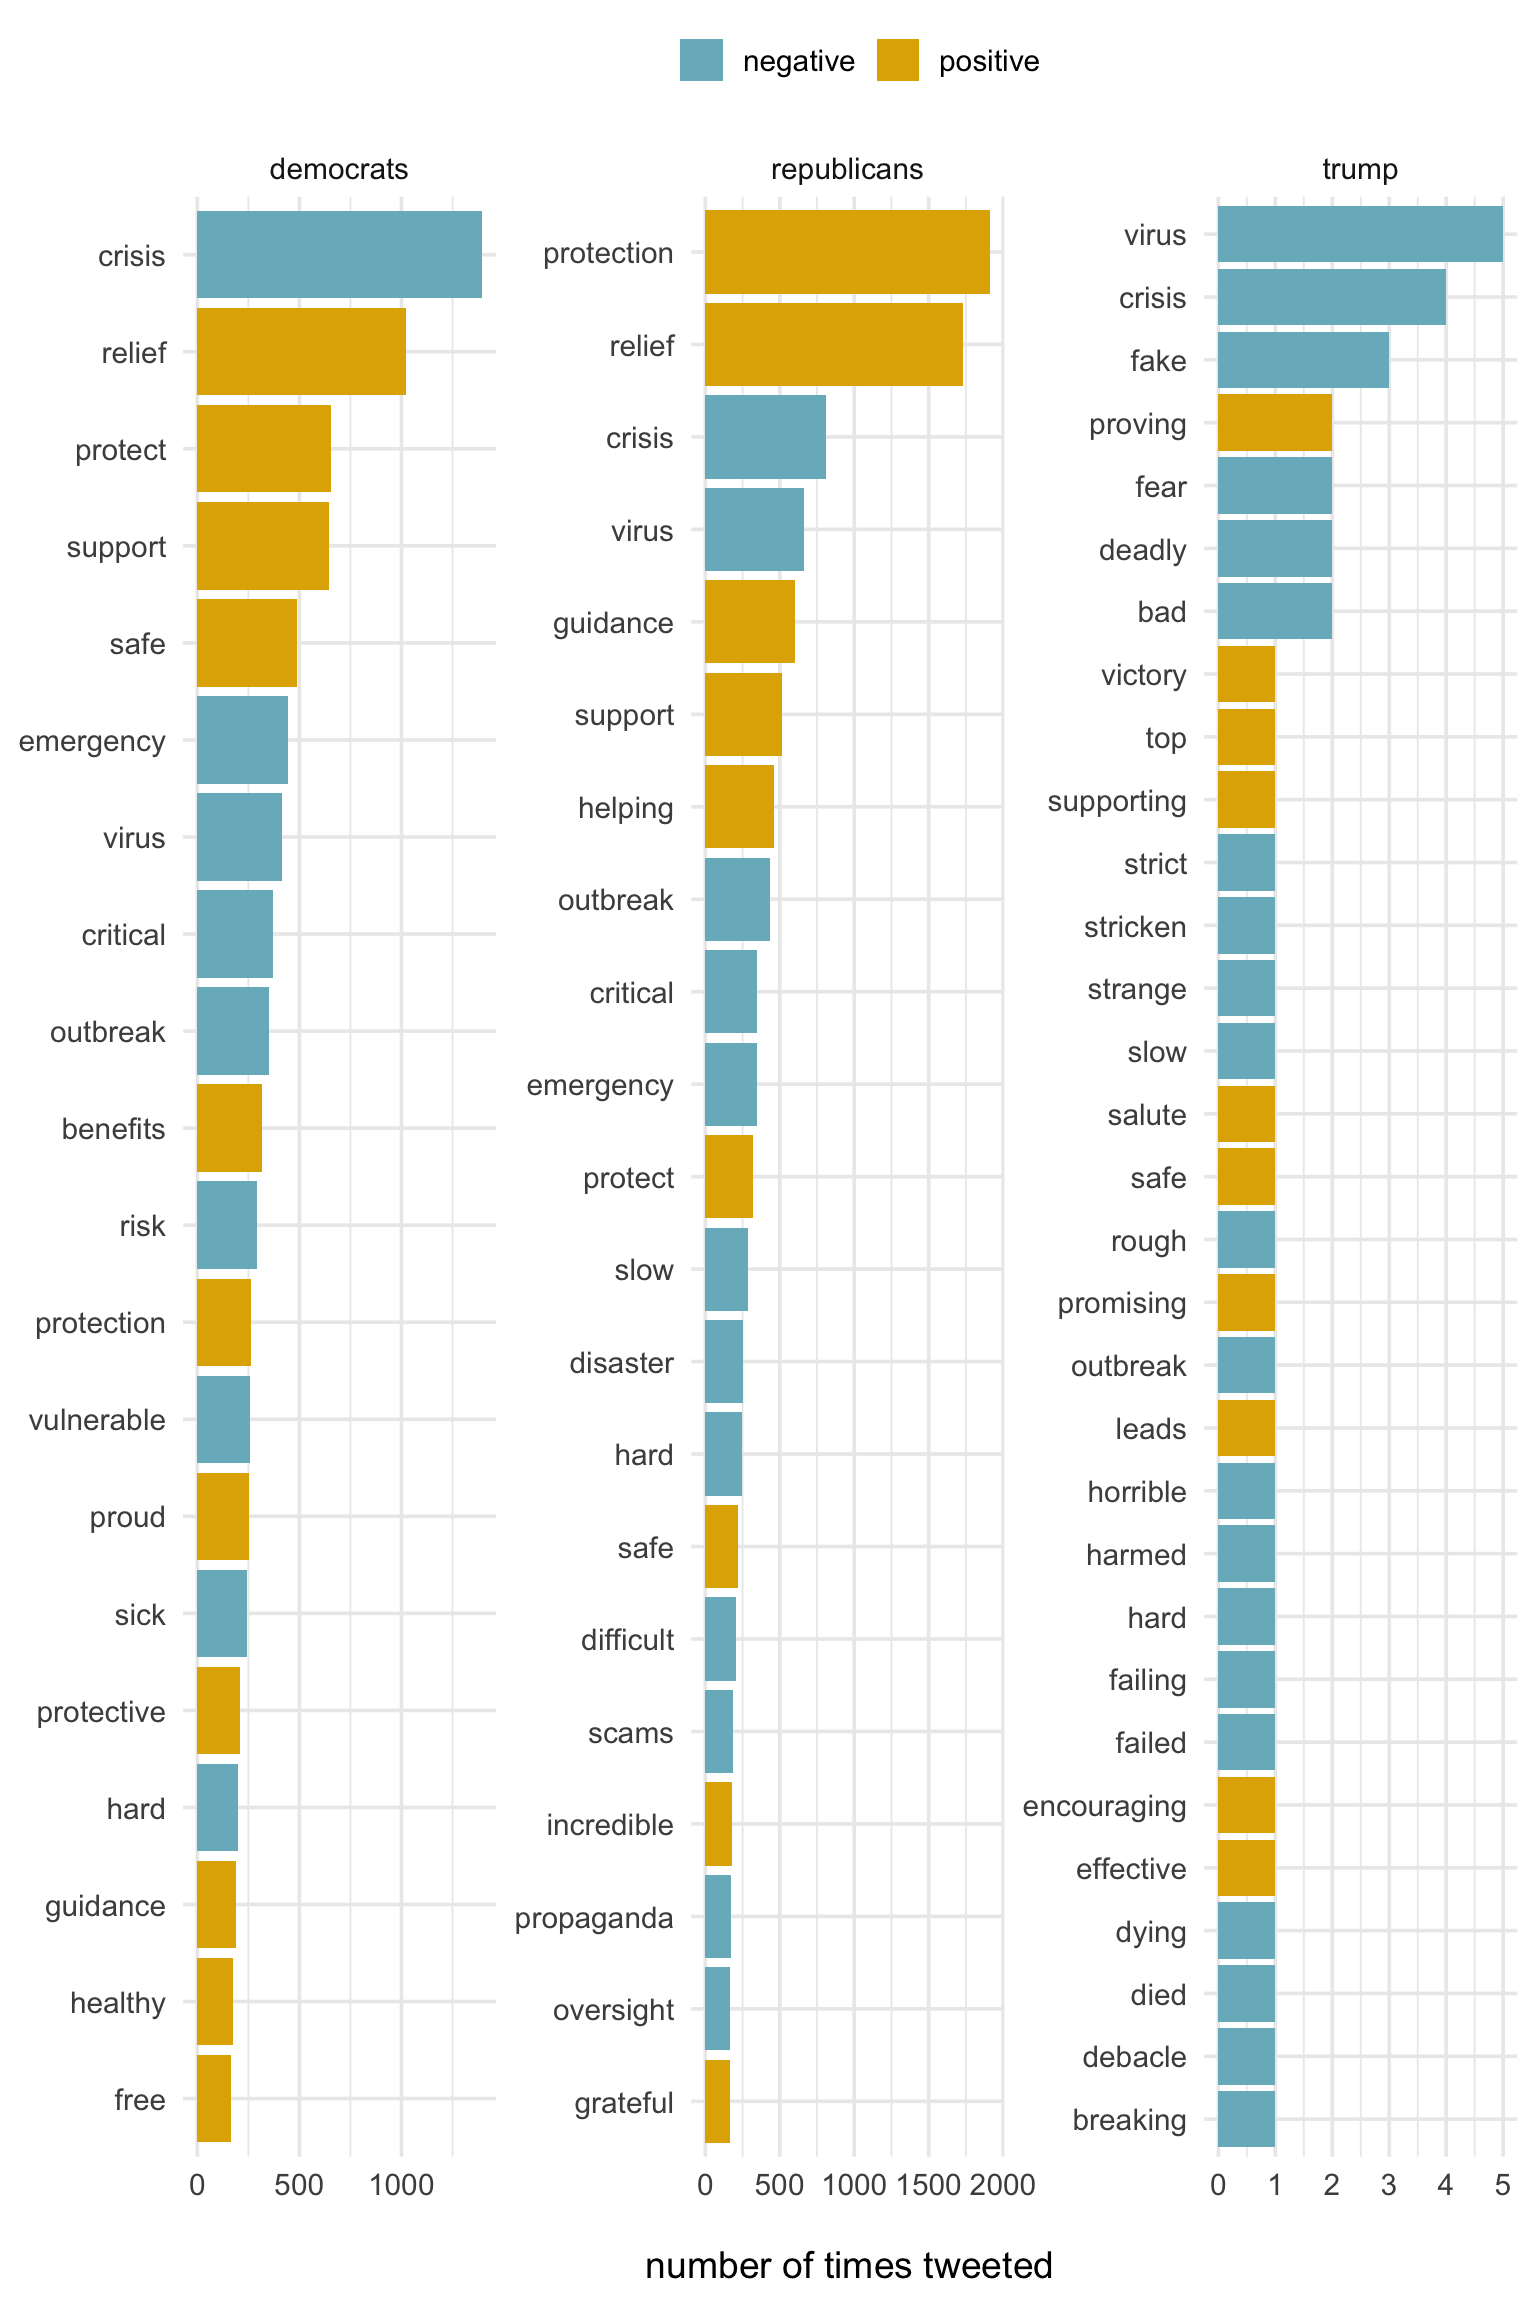 negative positive
democrats
crisis
relief
protect
support
safe
emergency
virus
critical
outbreak
benefits
risk
protection
vulnerable
proud
sick
protective
hard
guidance
healthy
free
0 500 1000
republicans
protection
relief
crisis
virus
guidance
support
helping
outbreak
critical
emergency
protect
slow
disaster
hard
safe
difficult
scams
incredible
propaganda
oversight
grateful
0 500 1000 1500 2000
trump
virus
crisis
fake
proving
fear
deadly
bad
victory
top
supporting
strict
stricken
strange
slow
salute
safe
rough
promising
outbreak
leads
horrible
harmed
hard
failing
failed
encouraging
effective
dying
died
debacle
breaking
0 1 2 3 4 5
number of times tweeted